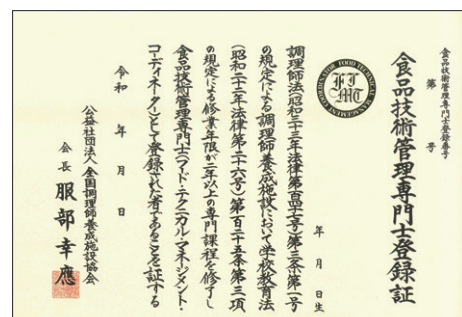 食品技術管理専門士登録番号
第 号
食品技術管理専門士登録証
FOOD TECHNICAL MANAGEMENT COORDINATOR
FTMC
年 月 日生
調理師法(昭和三十三年法律第百四十七号)第三条第一号
の規定による調理師養成施設において学校教育法
(昭和二十二年法律第二十六号)第百二十五条第三項
の規定による修業年限が二年以上の専門課程を修了し
食品技術管理専門士(フード・テクニカル・マネジメント・
コーディネーター)として登録された者であることを証する
令和 年 月 日
公益社団法人 全国調理師養成施設協会
会長 服部幸應